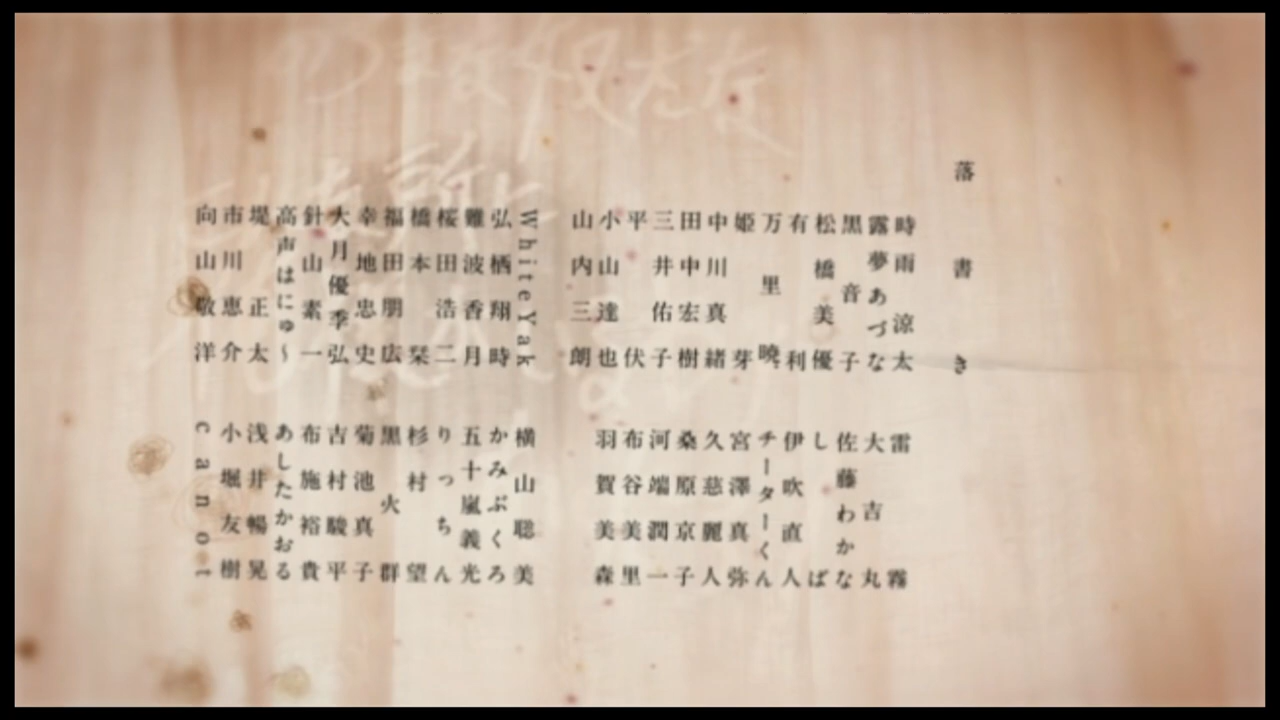 落書き
時雨涼太
露夢あづな
黒音子
松橋美優
有利
万里暁
姫芽
中川真緒
田中宏樹
三井佑子
平伏
小山達也
山内三朗
雷霧
大吉丸
佐藤わかな
しば
伊吹直人
チーターくん
宮澤真弥
久慈麗人
桑原京子
河端潤一
布谷美里
羽賀美森
WhiteYak
弘栖翔時
難波香月
桜田浩二
橋本栞
福田朋広
幸地忠史
大月優季弘
針山素一
高声はにゅ〜
堤正太
市川恵介
向山敬洋
横山聡美
かみぶくろ
五十嵐義光
りっちん
杉村望
黒火群
菊池真子
吉村駿平
布施裕貴
あしたかおる
浅井暢晃
小堀友樹
canot